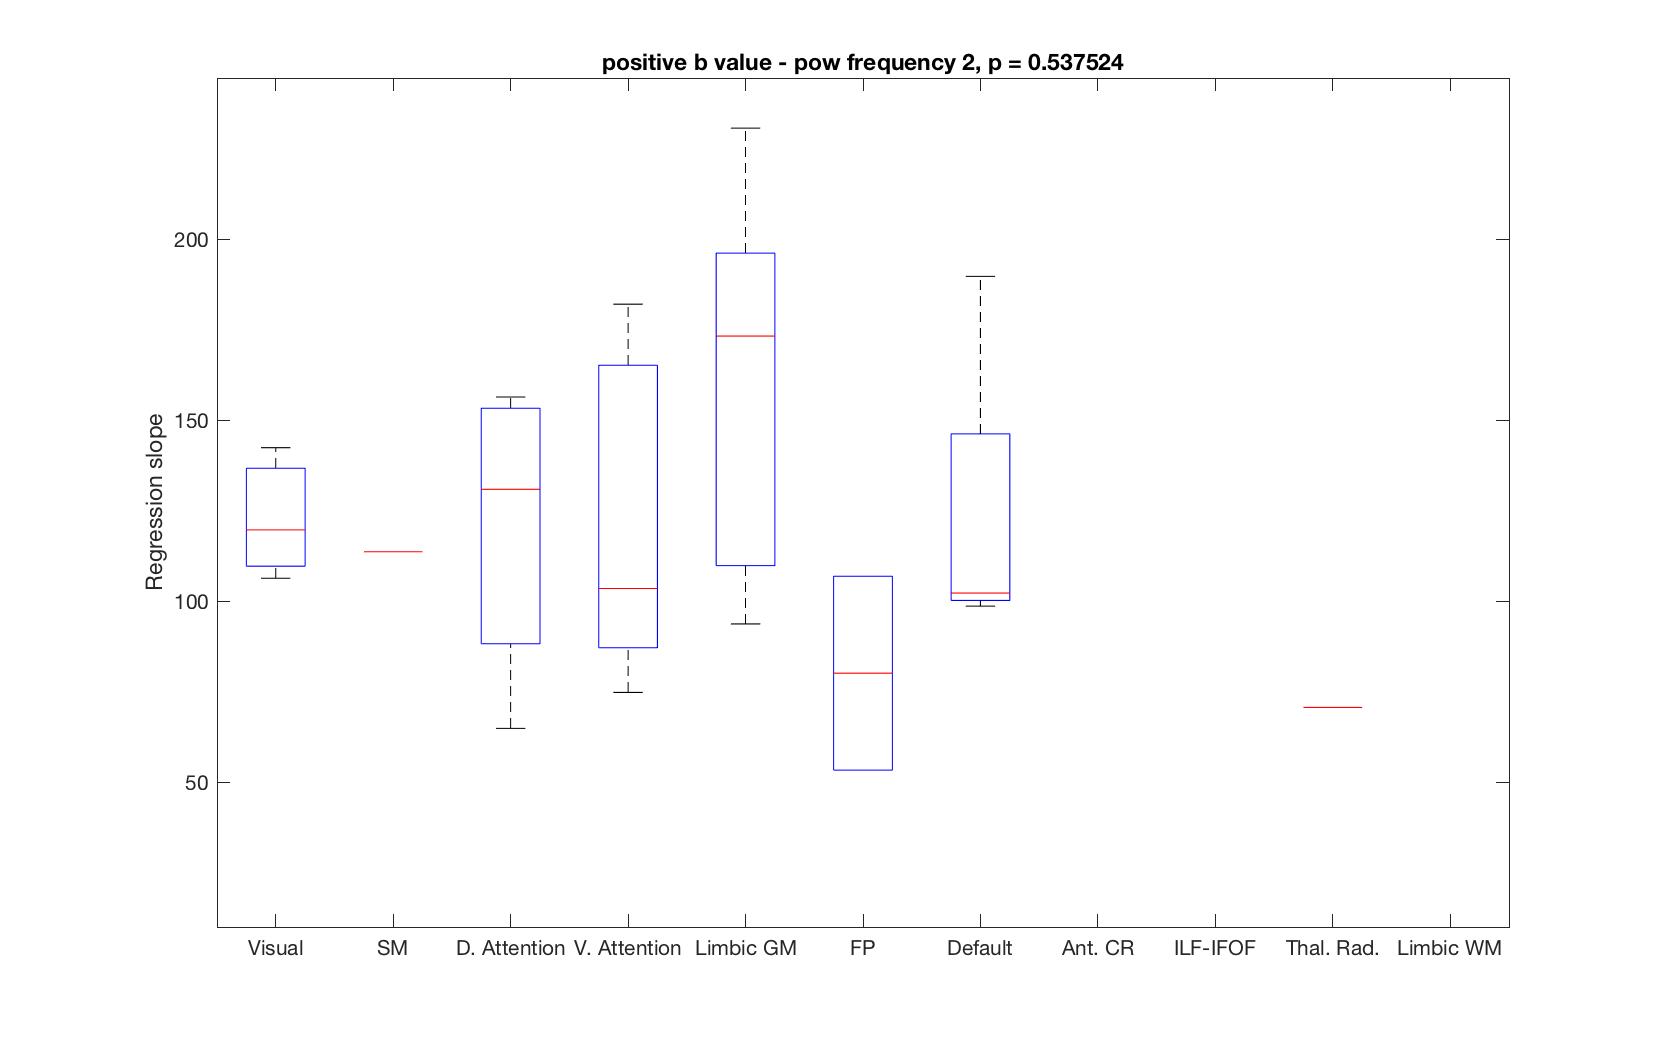 positive b value - pow frequency 2, p = 0.537524
Regression slope
200
150
100
50
Visual SM D. Attention V. Attention Limbic GM FP Default Ant. CR ILF-IFOF Thal. Rad. Limbic WM